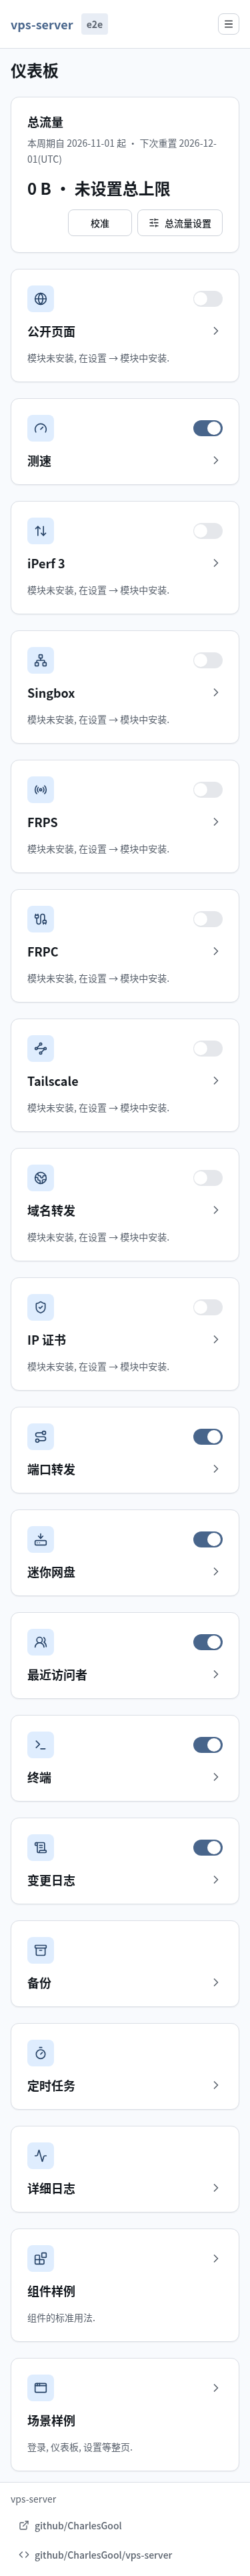 vps-server e2e
仪表板
总流量
本周期自 2026-11-01 起 • 下次重置 2026-12-
01(UTC)
0 B • 未设置总上限
校准 总流量设置
公开页面
模块未安装, 在设置 → 模块中安装.
测速
iPerf 3
模块未安装, 在设置 → 模块中安装.
Singbox
模块未安装, 在设置 → 模块中安装.
FRPS
模块未安装, 在设置 → 模块中安装.
FRPC
模块未安装, 在设置 → 模块中安装.
Tailscale
模块未安装, 在设置 → 模块中安装.
域名转发
模块未安装, 在设置 → 模块中安装.
IP 证书
模块未安装, 在设置 → 模块中安装.
端口转发
迷你网盘
最近访问者
终端
变更日志
备份
定时任务
详细日志
组件样例
组件的标准用法.
场景样例
登录, 仪表板, 设置等整页.
vps-server
github/CharlesGool
github/CharlesGool/vps-server